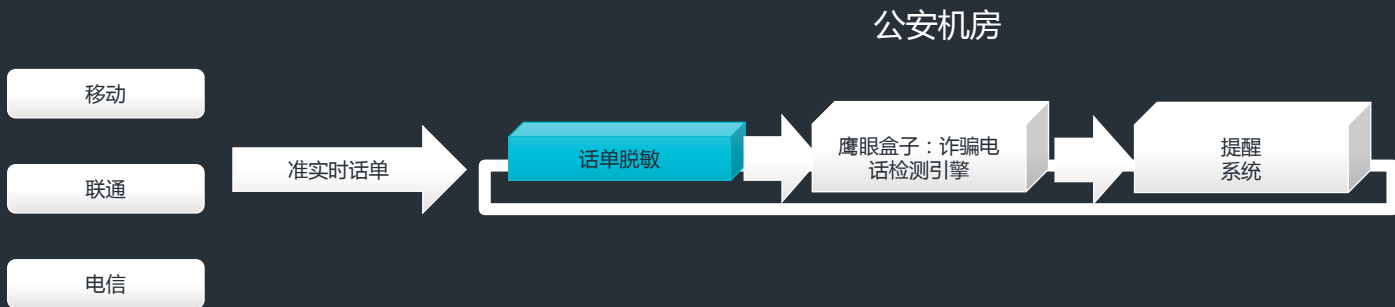 公安机房
移动
联通
电信
准实时话单
话单脱敏
鹰眼盒子：诈骗电
话检测引擎
提醒
系统